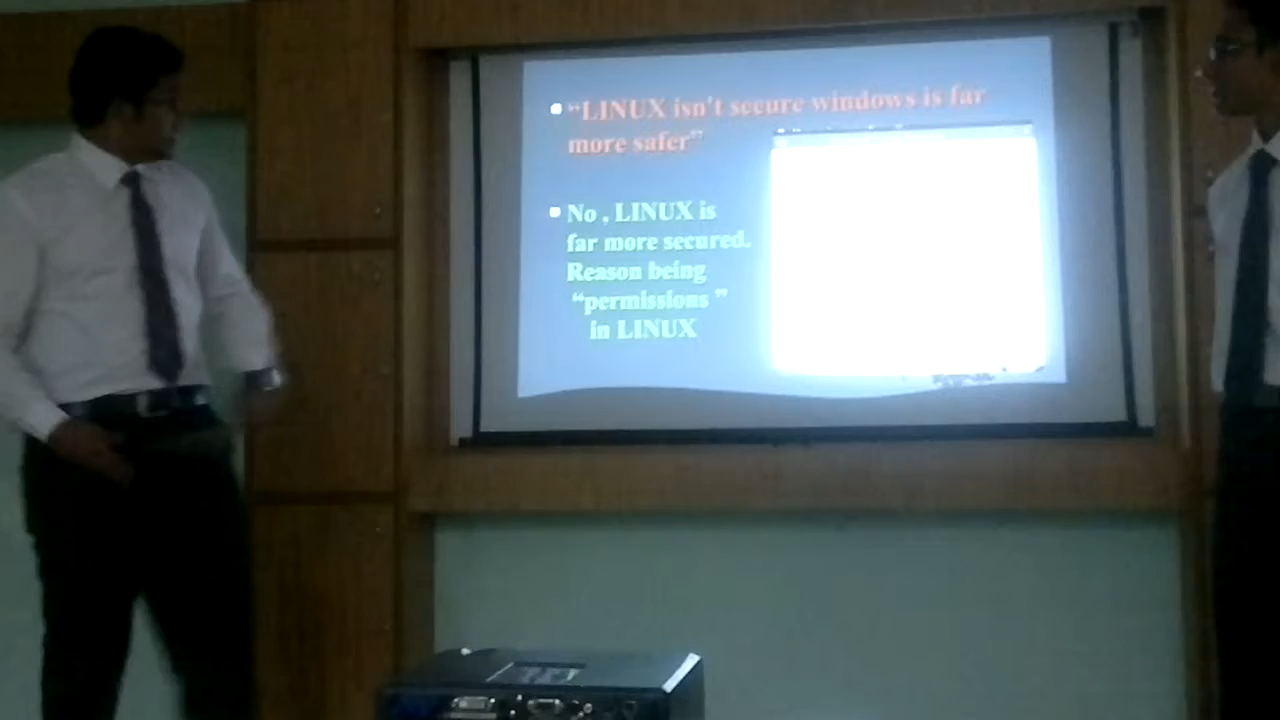 “LINUX isn't secure windows is far
more safer”
No , LINUX is
far more secured.
Reason being
“permissions ”
in LINUX